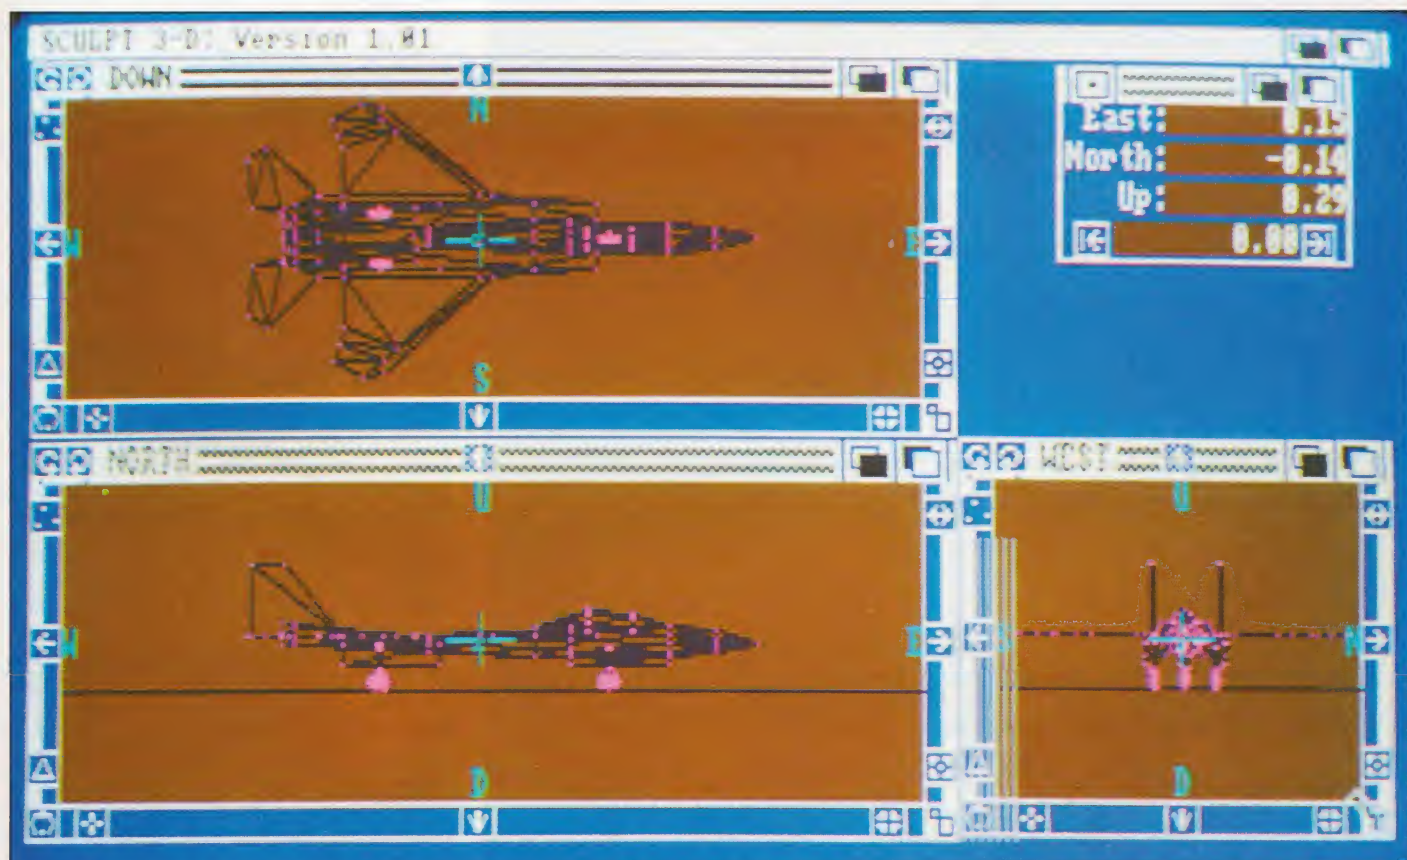 SCULPT 3-D: Version 1.01
DOWN
N
W E
S
East: 0.15
North: -0.14
Up: 0.29
0.00
NORTH
U
W E
D
WEST
U
S N
D